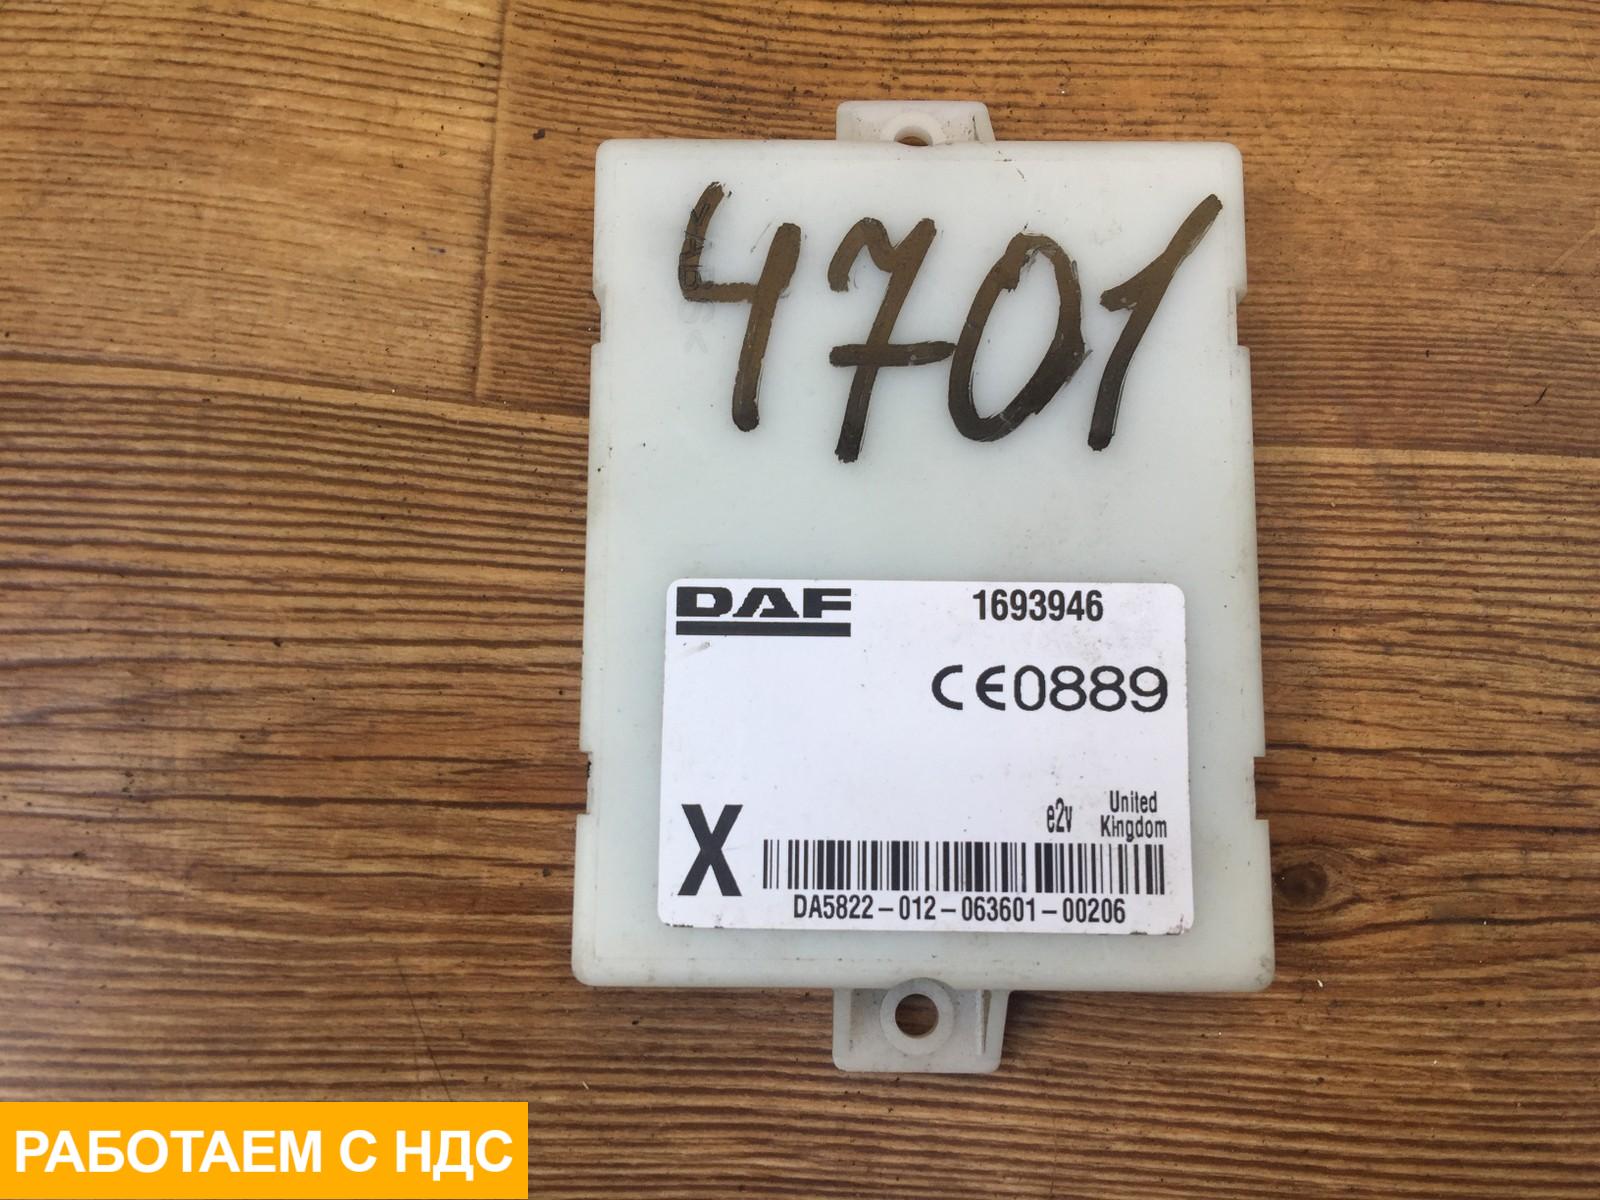 4701
DAF 1693946
CE0889
e2v United Kingdom
X
DA5822-012-063601-00206
РАБОТАЕМ С НДС